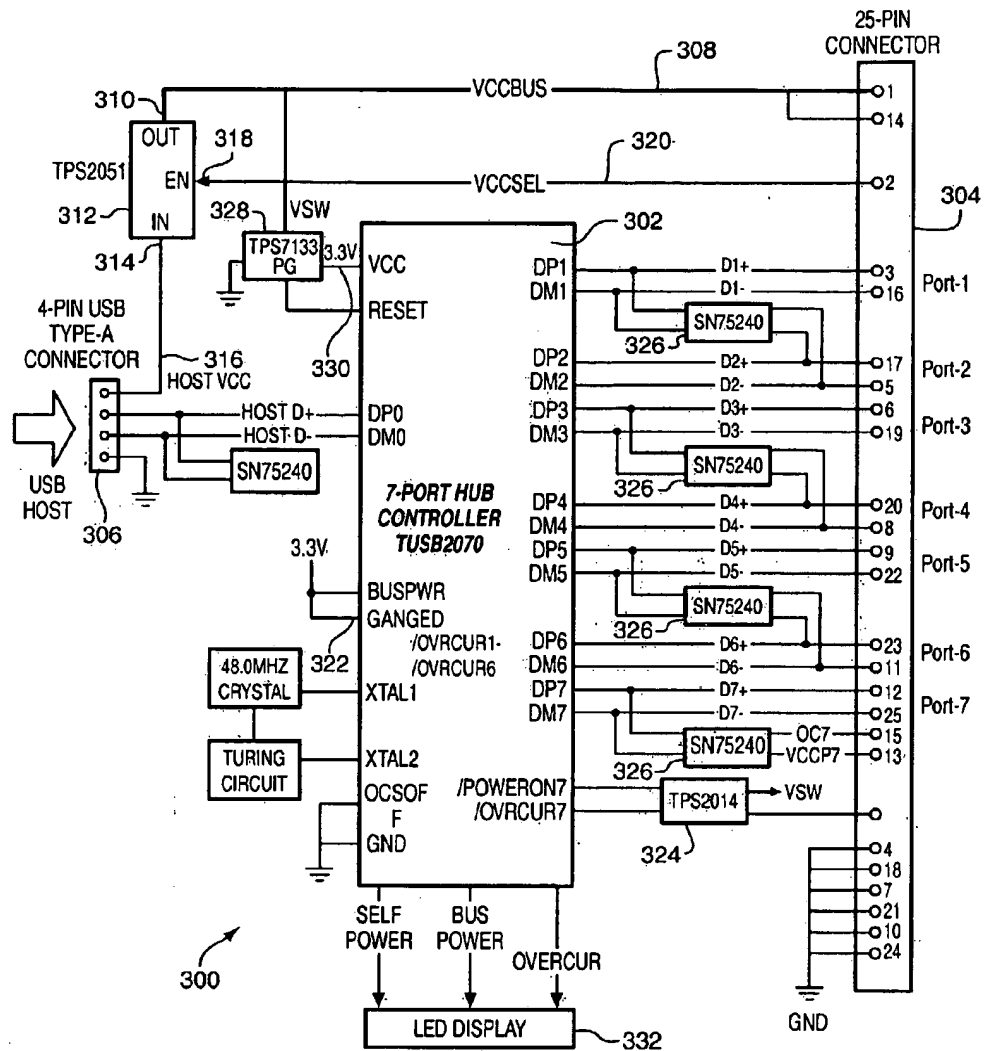 25-PIN
CONNECTOR
308
310
VCCBUS
1
14
OUT
318
TPS2051
EN
320
VCCSEL
2
312
IN
328
VSW
304
302
314
TPS7133
PG
3.3V
VCC
DP1
D1+
3
Port-1
DM1
D1-
16
4-PIN USB
TYPE-A
CONNECTOR
RESET
SN75240
326
316
330
HOST VCC
DP2
D2+
17
Port-2
DM2
D2-
5
HOST D+
DP0
DP3
D3+
6
Port-3
HOST D-
DM0
DM3
D3-
19
SN75240
SN75240
326
USB
HOST
306
7-PORT HUB
CONTROLLER
TUSB2070
DP4
D4+
20
Port-4
DM4
D4-
8
3.3V
DP5
D5+
9
Port-5
DM5
D5-
22
BUSPWR
SN75240
GANGED
326
322
/OVRCUR1-
/OVRCUR6
DP6
D6+
23
Port-6
DM6
D6-
11
48.0MHZ
CRYSTAL
XTAL1
DP7
D7+
12
Port-7
DM7
D7-
25
OC7
15
SN75240
VCCP7
13
326
TURING
CIRCUIT
XTAL2
OCSOF
F
/POWERON7
/OVRCUR7
TPS2014
VSW
324
GND
4
18
7
21
10
24
SELF
POWER
BUS
POWER
OVERCUR
300
GND
LED DISPLAY
332